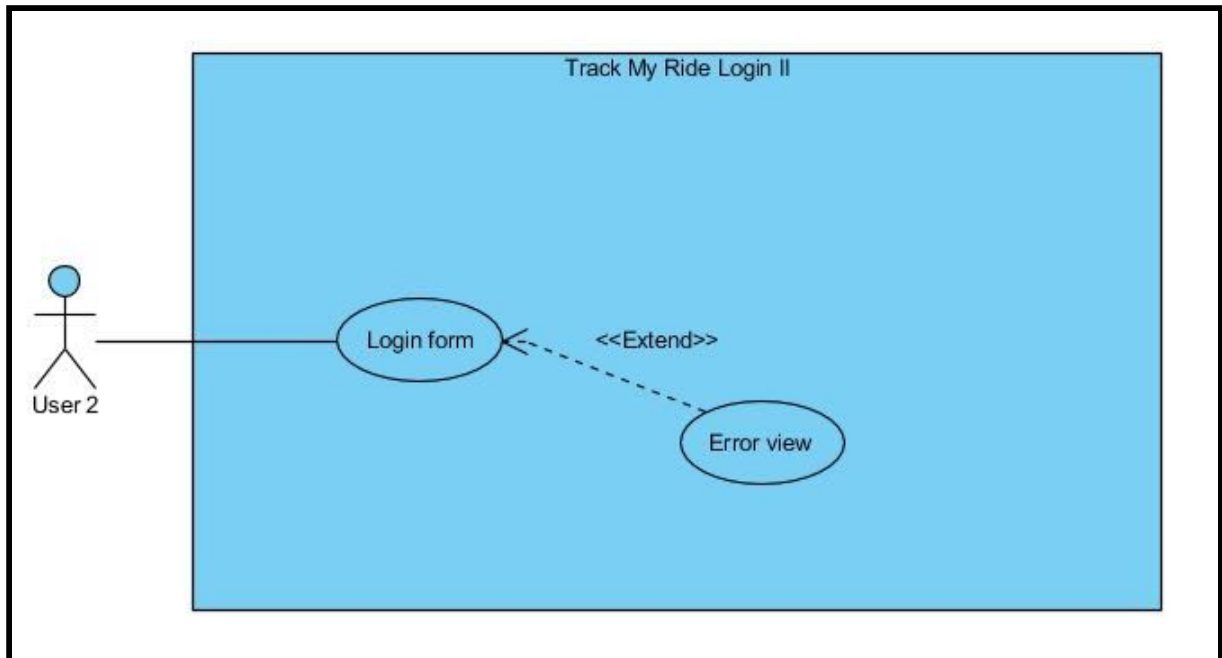 Track My Ride Login II
Login form
<<Extend>>
User 2
Error view